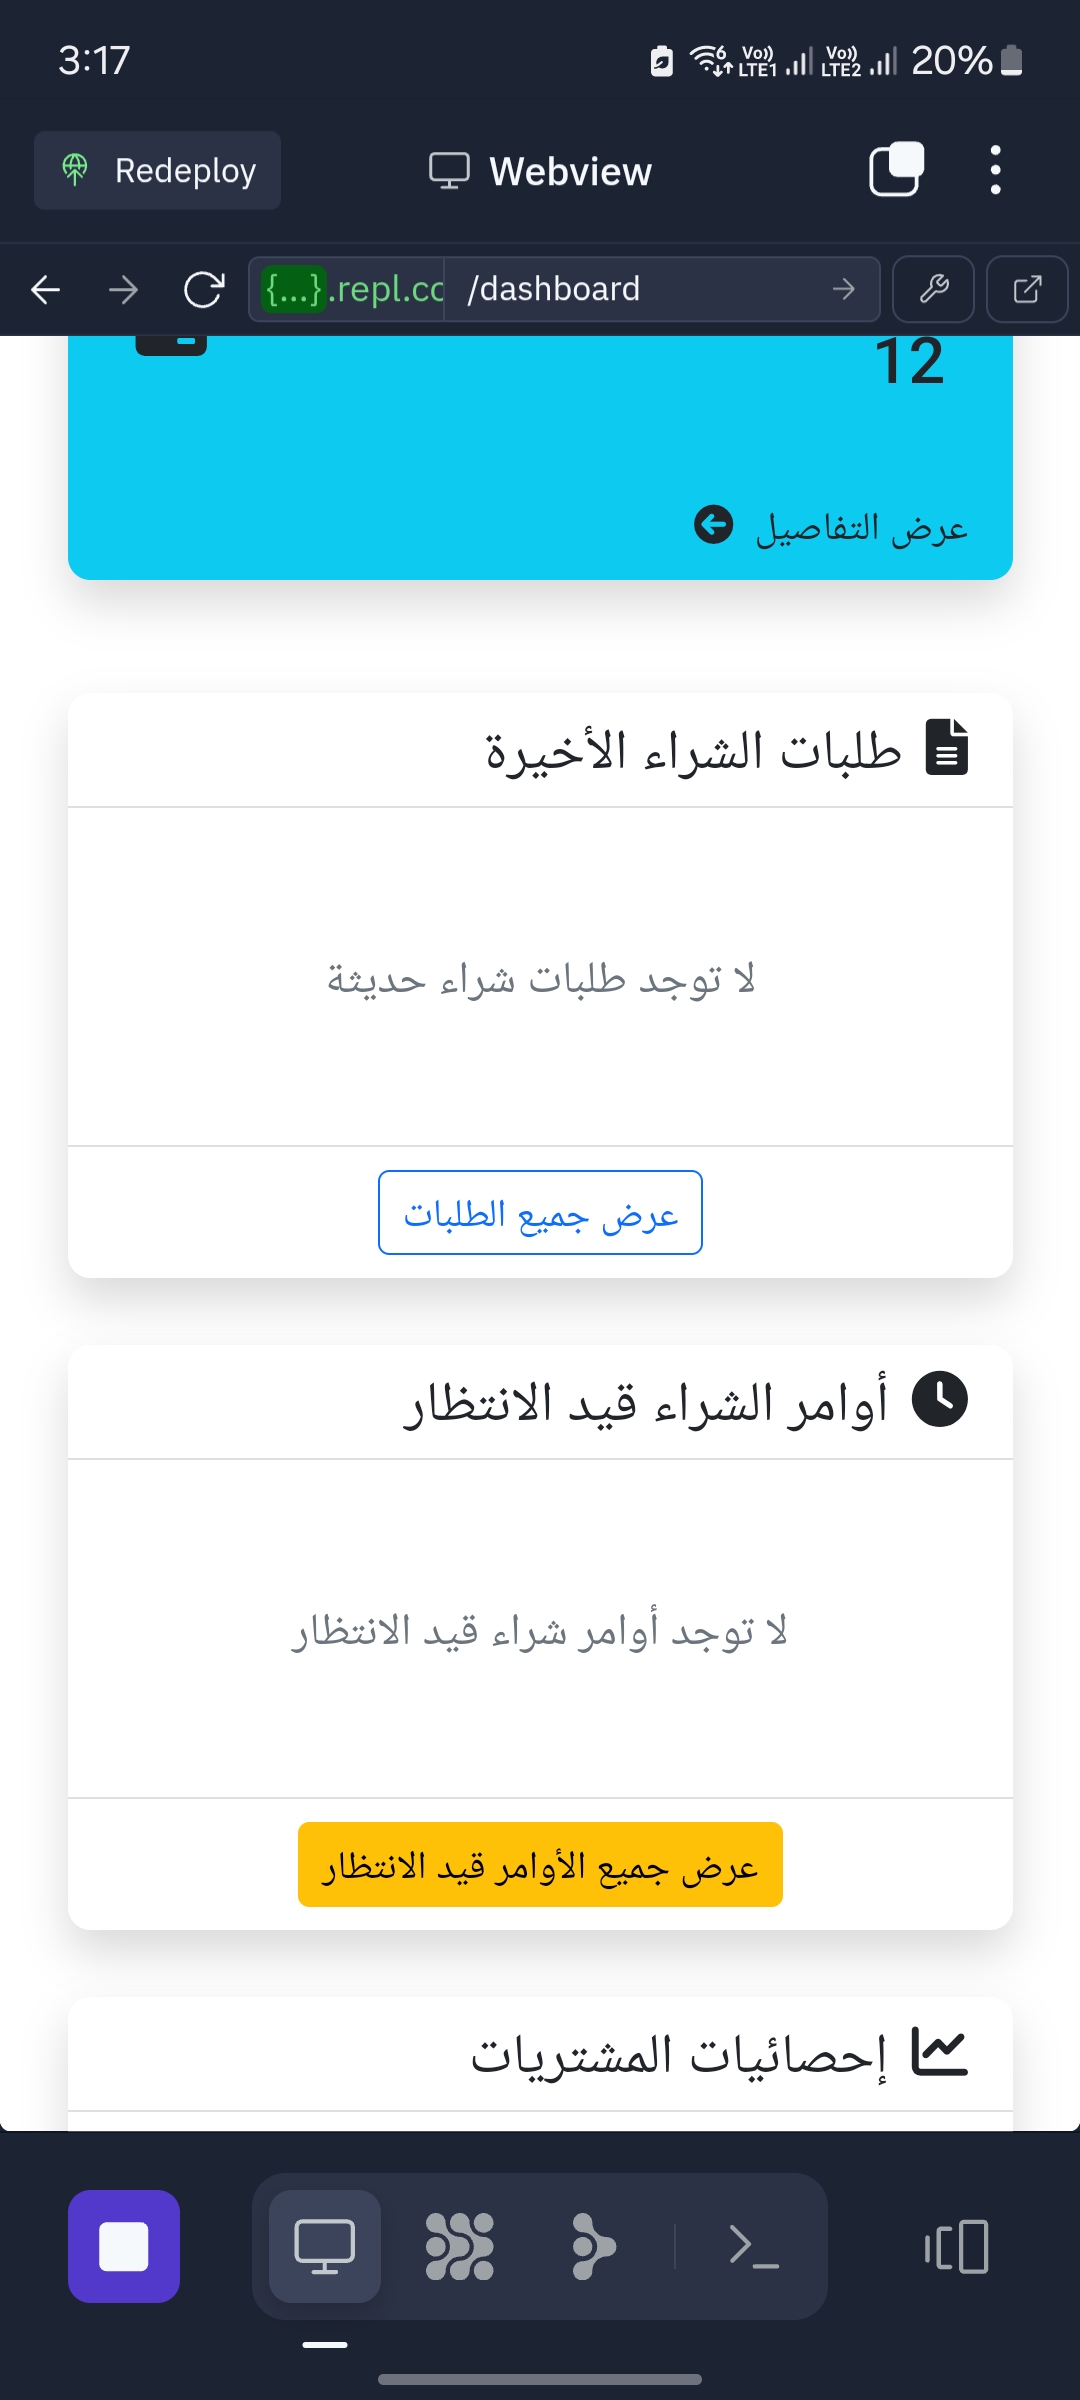 3:17
6 Vo)) LTE1 Vo)) LTE2 20%
Redeploy Webview
{...}.repl.co /dashboard
12
عرض التفاصيل
طلبات الشراء الأخيرة
لا توجد طلبات شراء حديثة
عرض جميع الطلبات
أوامر الشراء قيد الانتظار
لا توجد أوامر شراء قيد الانتظار
عرض جميع الأوامر قيد الانتظار
إحصائيات المشتريات